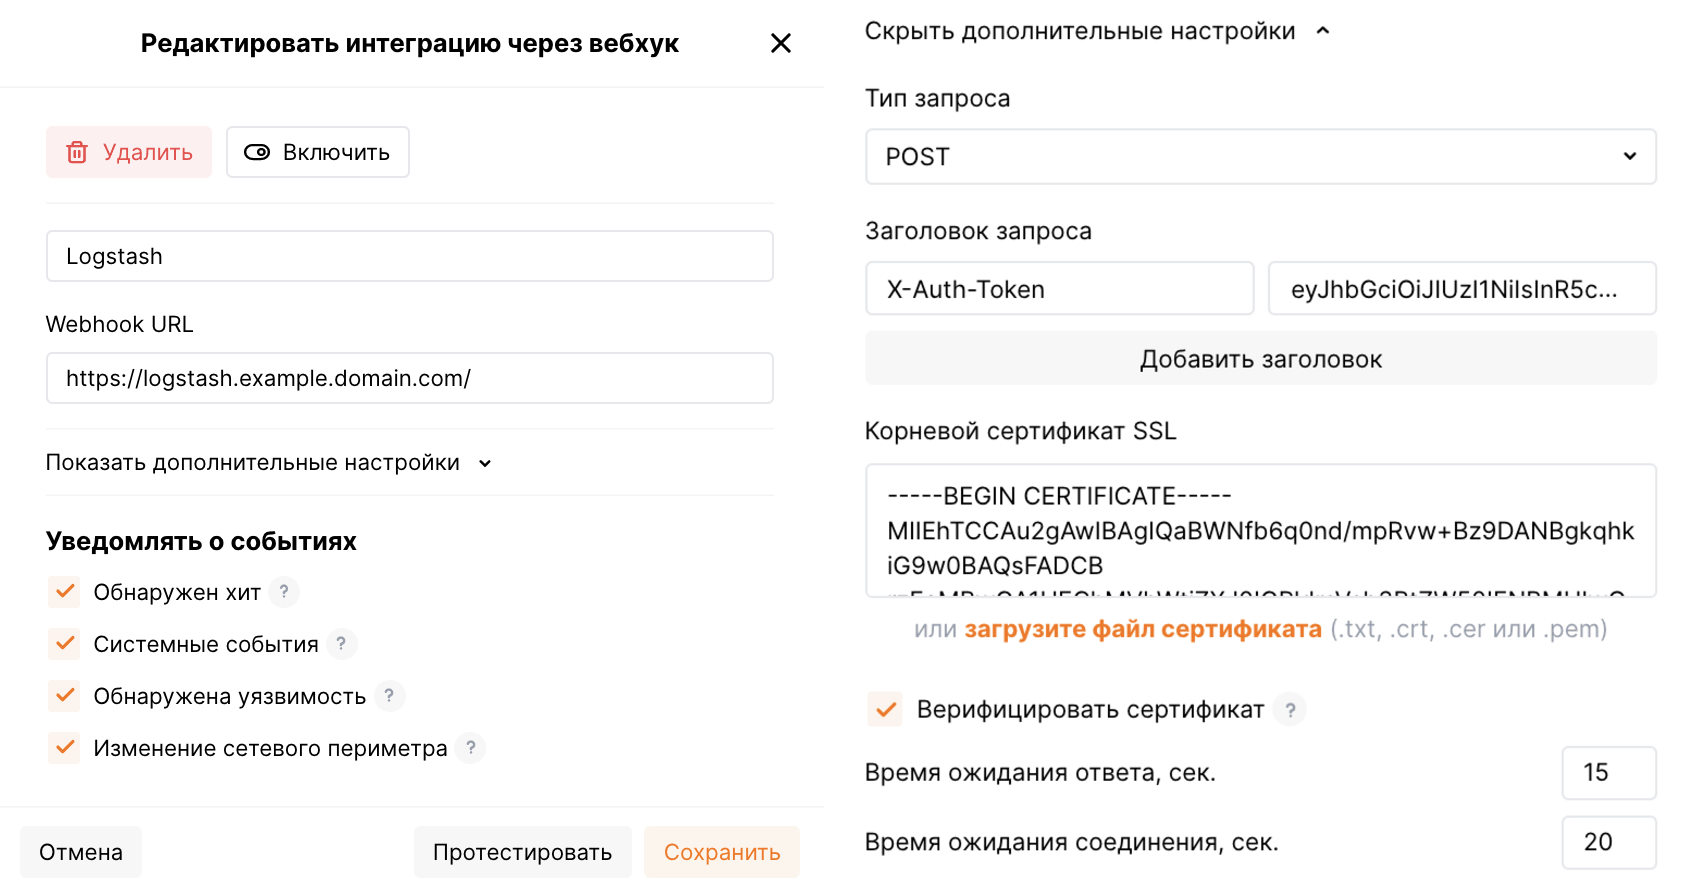 Редактировать интеграцию через вебхук
Удалить
Включить
Logstash
Webhook URL
https://logstash.example.domain.com/
Показать дополнительные настройки
Уведомлять о событиях
Обнаружен хит ?
Системные события ?
Обнаружена уязвимость ?
Изменение сетевого периметра ?
Отмена
Протестировать
Сохранить
Скрыть дополнительные настройки
Тип запроса
POST
Заголовок запроса
X-Auth-Token
eyJhbGciOiJIUzI1NiIsInR5c...
Добавить заголовок
Корневой сертификат SSL
-----BEGIN CERTIFICATE-----
MIIEhTCCAu2gAwIBAgIQaBWNfb6q0nd/mpRvw+Bz9DANBgkqhk
iG9w0BAQsFADCB
или загрузите файл сертификата (.txt, .crt, .cer или .pem)
Верифицировать сертификат ?
Время ожидания ответа, сек.
15
Время ожидания соединения, сек.
20